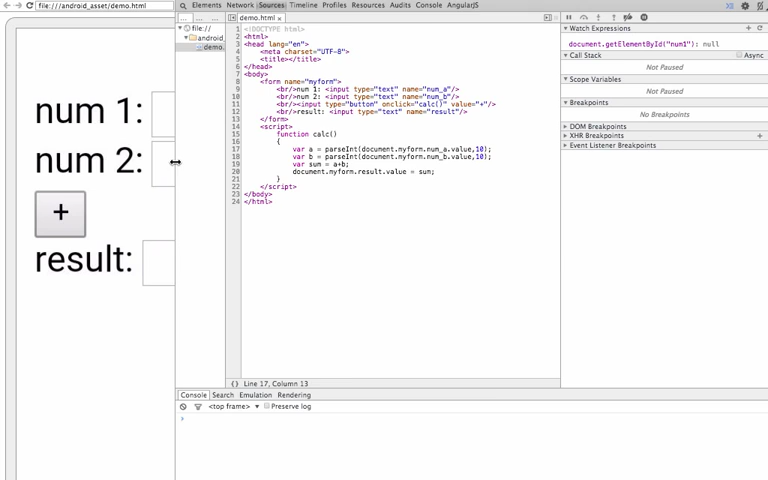 file:///android_asset/demo.html
Elements Network Sources Timeline Profiles Resources Audits Console AngularJS
num 1:
num 2:
+
result:
... ... ...
file://
android_
demo.
demo.html
1 <!DOCTYPE html>
2 <html>
3 <head lang="en">
4 <meta charset="UTF-8">
5 <title></title>
6 </head>
7 <body>
8 <form name="myform">
9 <br/>num 1: <input type="text" name="num_a"/>
10 <br/>num 2: <input type="text" name="num_b"/>
11 <br/><input type="button" onclick="calc()" value="+"/>
12 <br/>result: <input type="text" name="result"/>
13 </form>
14 <script>
15 function calc()
16 {
17 var a = parseInt(document.myform.num_a.value,10);
18 var b = parseInt(document.myform.num_b.value,10);
19 var sum = a+b;
20 document.myform.result.value = sum;
21 }
22 </script>
23 </body>
24 </html>
{} Line 17, Column 13
Watch Expressions
document.getElementById("num1"): null
Call Stack Async
Not Paused
Scope Variables
Not Paused
Breakpoints
No Breakpoints
DOM Breakpoints
XHR Breakpoints
Event Listener Breakpoints
Console Search Emulation Rendering
<top frame> Preserve log